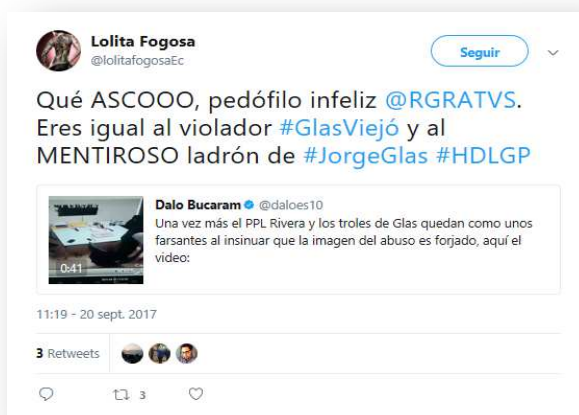 Lolita Fogosa
@lolitafogosaEc
Seguir
Qué ASCOOO, pedófilo infeliz @RGRATVS.
Eres igual al violador #GlasViejó y al
MENTIROSO ladrón de #JorgeGlas #HDLGP
Dalo Bucaram @daloes10
Una vez más el PPL Rivera y los troles de Glas quedan como unos
farsantes al insinuar que la imagen del abuso es forjado, aquí el
video:
0:41
11:19 - 20 sept. 2017
3 Retweets
3